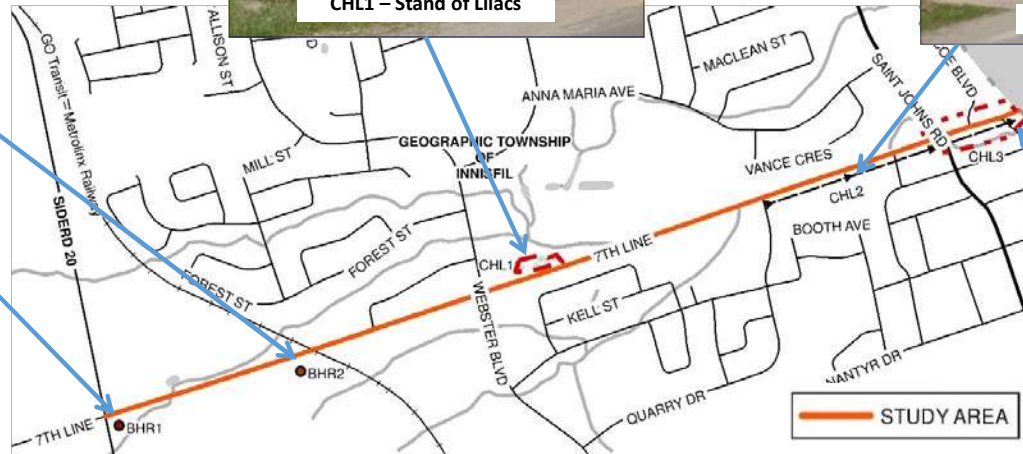 CHL1 – Stand of Lilacs
GO Transit – Metrolinx Railway
ALLISON ST
D
MACLEAN ST
SAINT JOHNS RD
COE BLVD
ANNA MARIA AVE
GEOGRAPHIC TOWNSHIP
OF
INNISFIL
MILL ST
VANCE CRES
CHL3
CHL2
SIDERD 20
FOREST ST
BOOTH AVE
7TH LINE
CHL1
FOREST ST
WEBSTER BLVD
KELL ST
BHR2
NANTYR DR
QUARRY DR
STUDY AREA
7TH LINE
BHR1